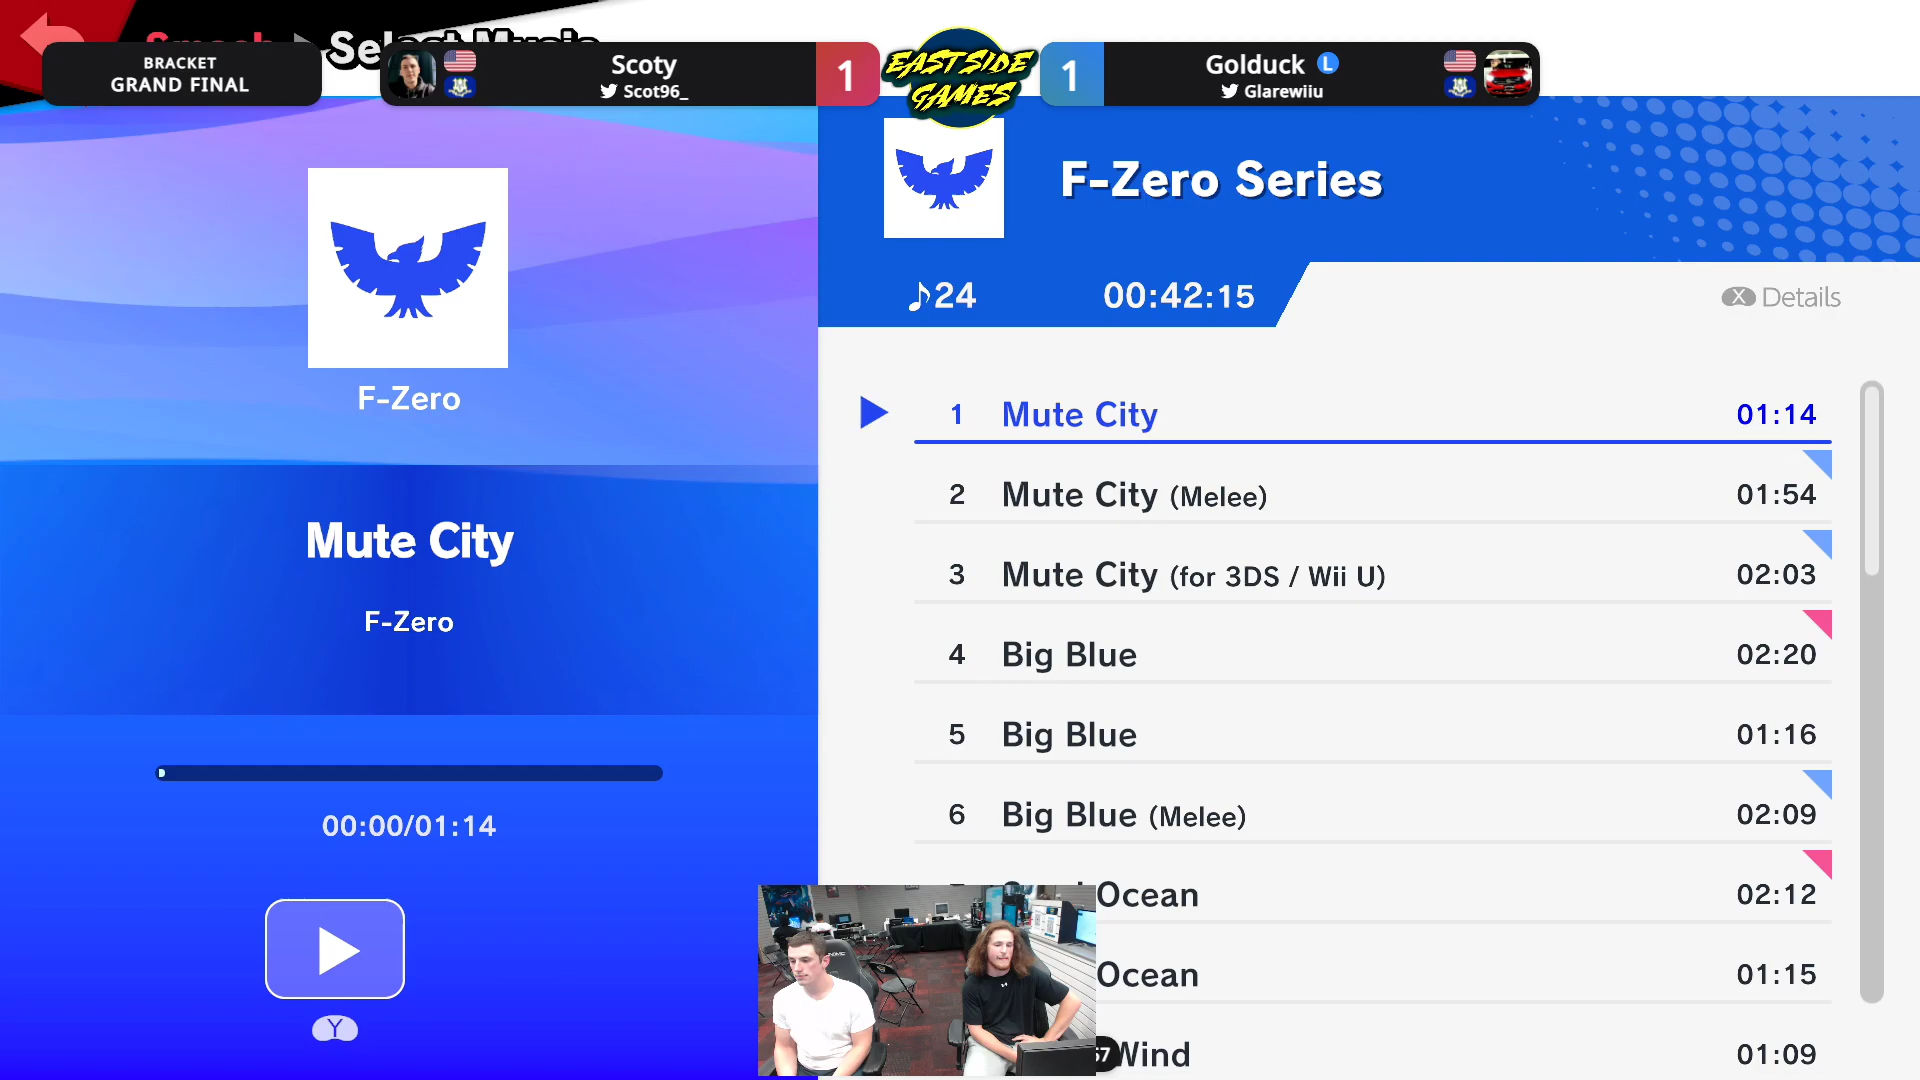 Smash ▶ Select Music
BRACKET
GRAND FINAL
Scoty
Scot96_
1
EAST SIDE
GAMES
1
Golduck L
Glarewiiu
F-Zero
Mute City
F-Zero
00:00/01:14
Y
F-Zero Series
♪24 00:42:15
X Details
1 Mute City 01:14
2 Mute City (Melee) 01:54
3 Mute City (for 3DS / Wii U) 02:03
4 Big Blue 02:20
5 Big Blue 01:16
6 Big Blue (Melee) 02:09
Ocean 02:12
Ocean 01:15
Wind 01:09